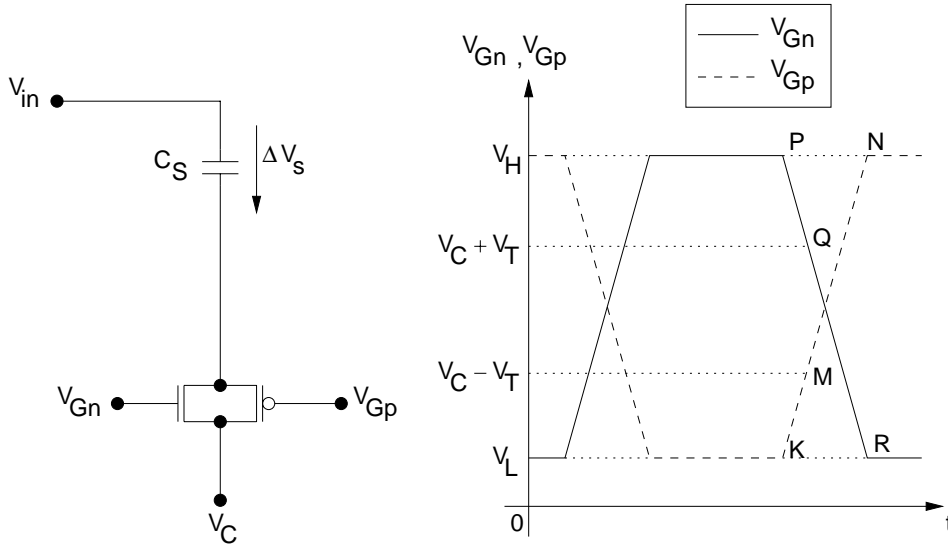 V_in
C_S
ΔV_s
V_Gn
V_Gp
V_C
V_Gn , V_Gp
V_Gn
V_Gp
V_H
V_C + V_T
V_C − V_T
V_L
P
N
Q
M
K
R
0
t